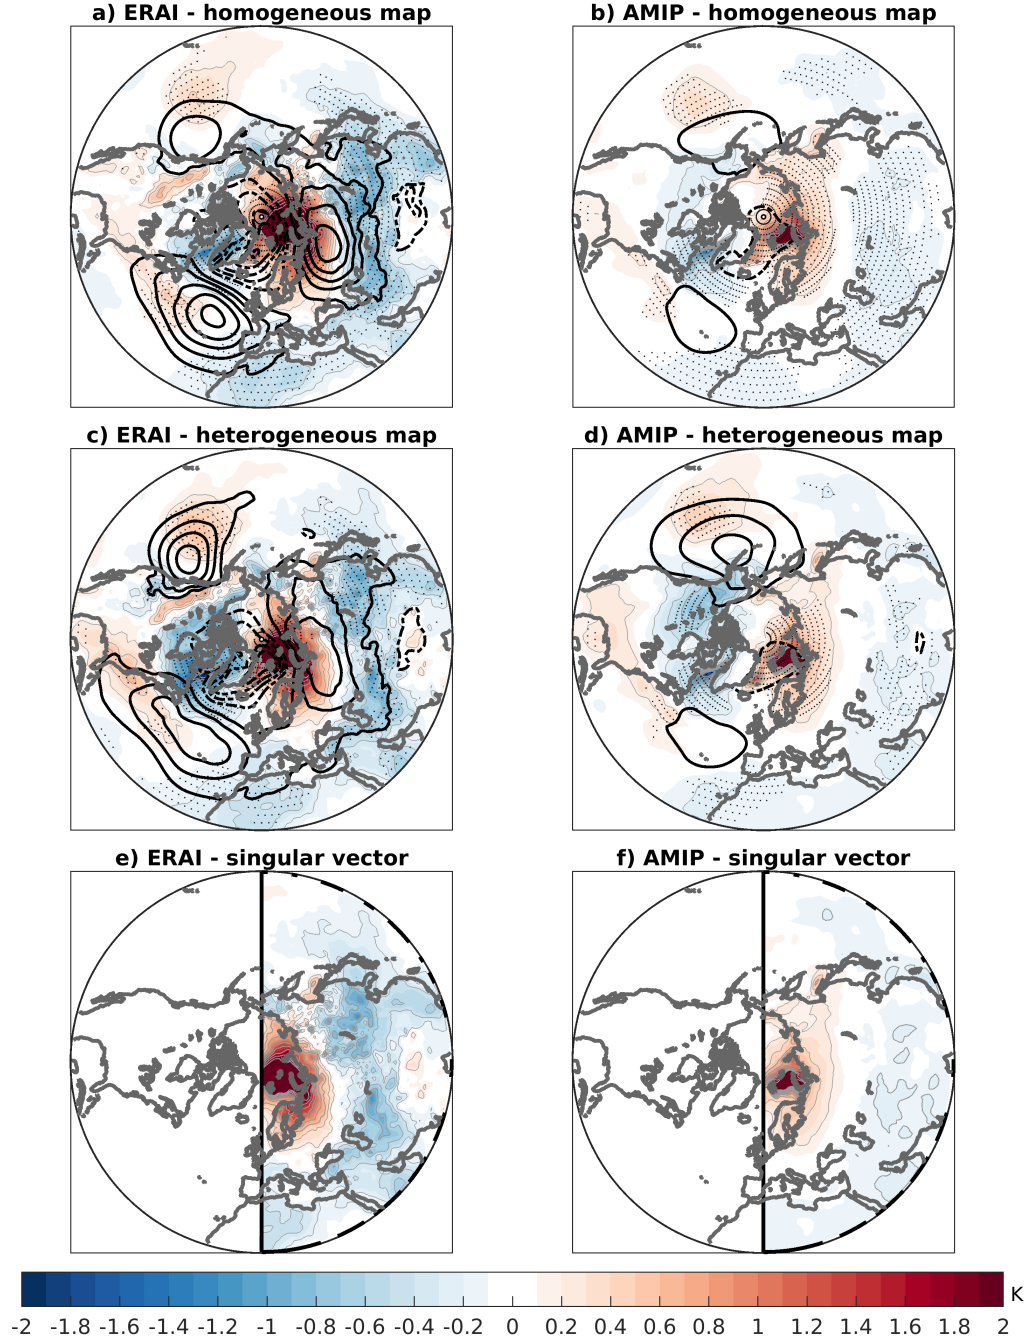 a) ERAI - homogeneous map
b) AMIP - homogeneous map
c) ERAI - heterogeneous map
d) AMIP - heterogeneous map
e) ERAI - singular vector
f) AMIP - singular vector
K
-2 -1.8 -1.6 -1.4 -1.2 -1 -0.8 -0.6 -0.4 -0.2 0 0.2 0.4 0.6 0.8 1 1.2 1.4 1.6 1.8 2